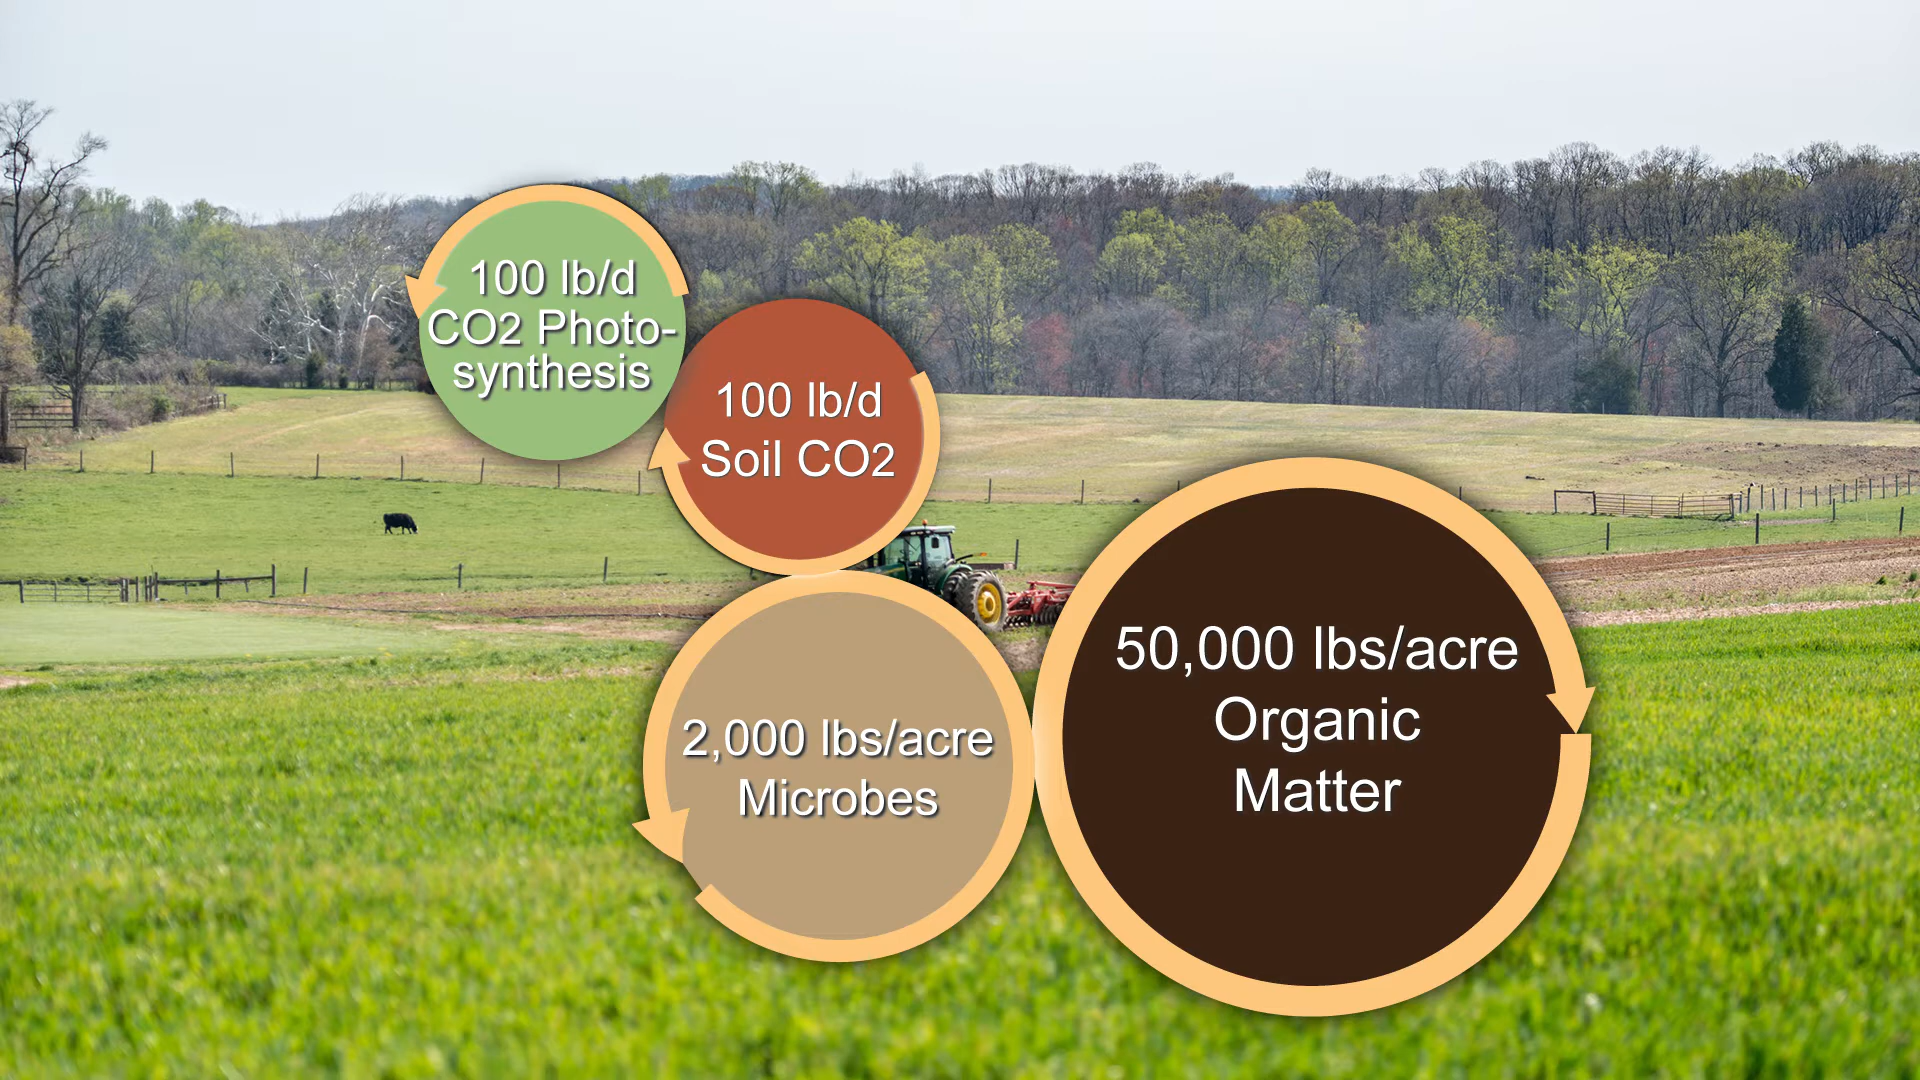 100 lb/d
CO2 Photo-
synthesis
100 lb/d
Soil CO2
2,000 lbs/acre
Microbes
50,000 lbs/acre
Organic
Matter